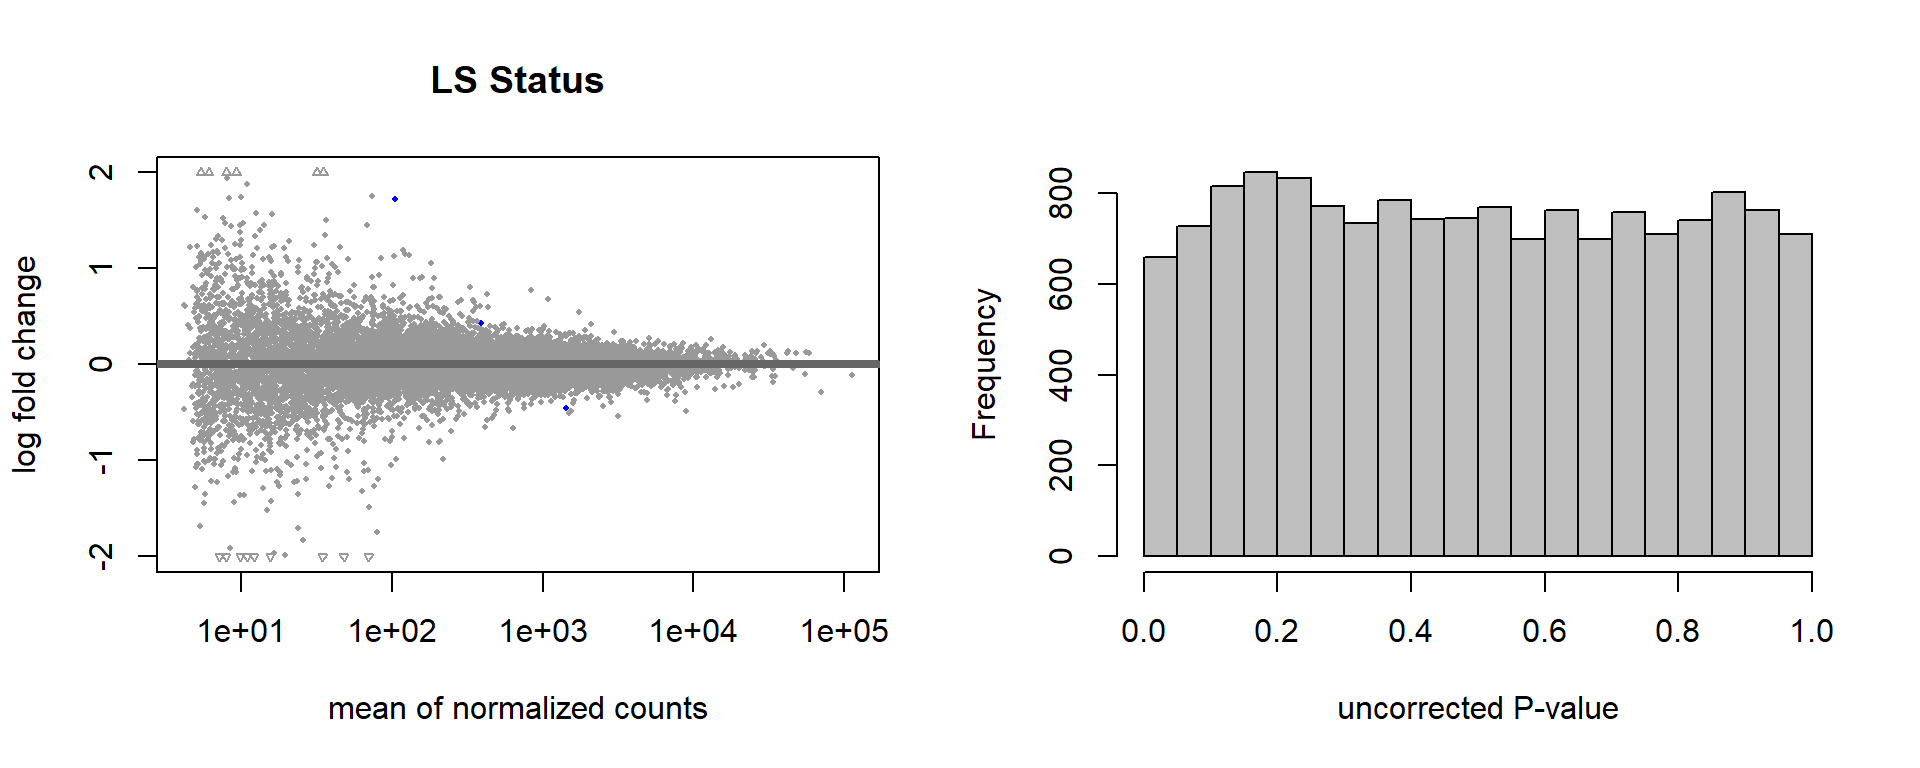 LS Status
log fold change
2
1
0
-1
-2
1e+01 1e+02 1e+03 1e+04 1e+05
mean of normalized counts
Frequency
800
600
400
200
0
0.0 0.2 0.4 0.6 0.8 1.0
uncorrected P-value